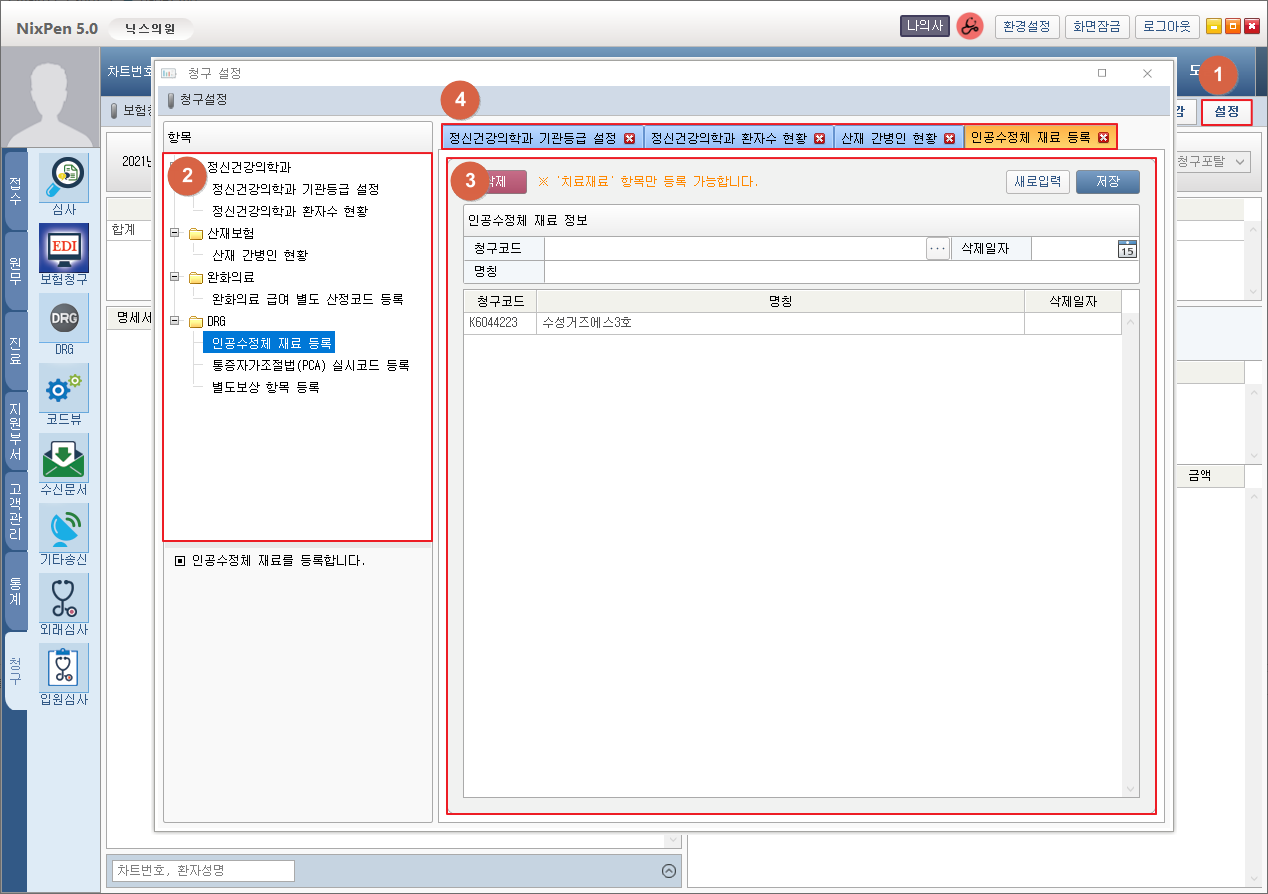 NixPen 5.0
닉스의원
나의사
환경설정
화면잠금
로그아웃
차트번호
청구 설정
1
청구설정
4
설정
항목
정신건강의학과 기관등급 설정
정신건강의학과 환자수 현황
산재 간병인 현황
인공수정체 재료 등록
2021년
합계
명세서
2
정신건강의학과
정신건강의학과 기관등급 설정
정신건강의학과 환자수 현황
산재보험
산재 간병인 현황
완화의료
완화의료 급여 별도 산정코드 등록
DRG
인공수정체 재료 등록
통증자가조절법(PCA) 실시코드 등록
별도보상 항목 등록
인공수정체 재료를 등록합니다.
3
삭제
※ '치료재료' 항목만 등록 가능합니다.
새로입력
저장
인공수정체 재료 정보
청구코드
...
삭제일자
15
명칭
청구코드
명칭
삭제일자
K6044223
수성거즈에스3호
청구포탈
금액
접수
원무
진료
지원부서
고객관리
통계
청구
심사
EDI
보험청구
DRG
DRG
코드뷰
수신문서
기타송신
외래심사
입원심사
차트번호, 환자성명